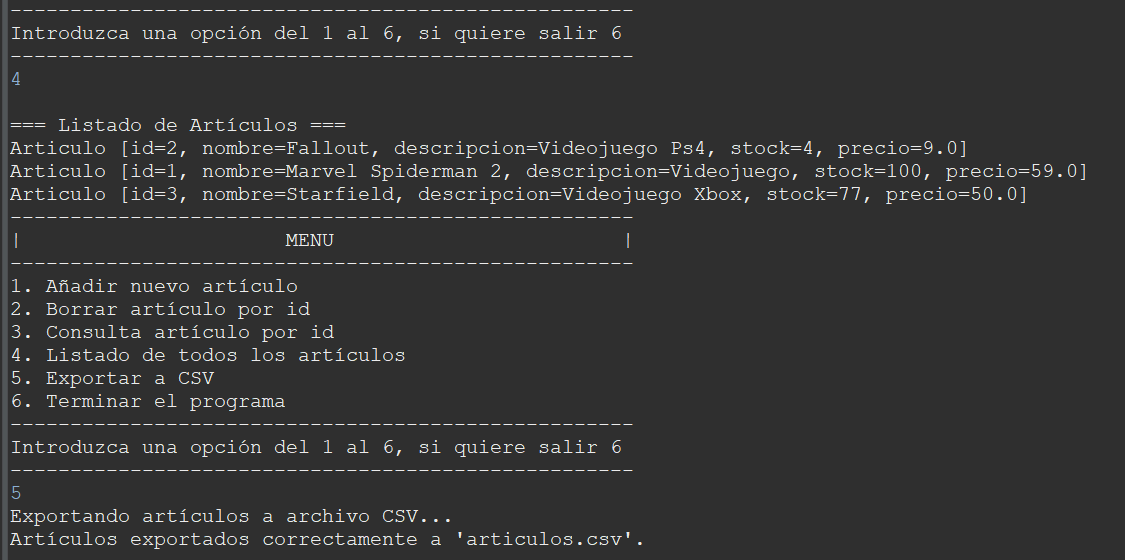 -----------------------------------------------------
Introduzca una opción del 1 al 6, si quiere salir 6
-----------------------------------------------------
4
=== Listado de Artículos ===
Articulo [id=2, nombre=Fallout, descripcion=Videojuego Ps4, stock=4, precio=9.0]
Articulo [id=1, nombre=Marvel Spiderman 2, descripcion=Videojuego, stock=100, precio=59.0]
Articulo [id=3, nombre=Starfield, descripcion=Videojuego Xbox, stock=77, precio=50.0]
-----------------------------------------------------
| MENU |
-----------------------------------------------------
1. Añadir nuevo artículo
2. Borrar artículo por id
3. Consulta artículo por id
4. Listado de todos los artículos
5. Exportar a CSV
6. Terminar el programa
-----------------------------------------------------
Introduzca una opción del 1 al 6, si quiere salir 6
-----------------------------------------------------
5
Exportando artículos a archivo CSV...
Artículos exportados correctamente a 'articulos.csv'.